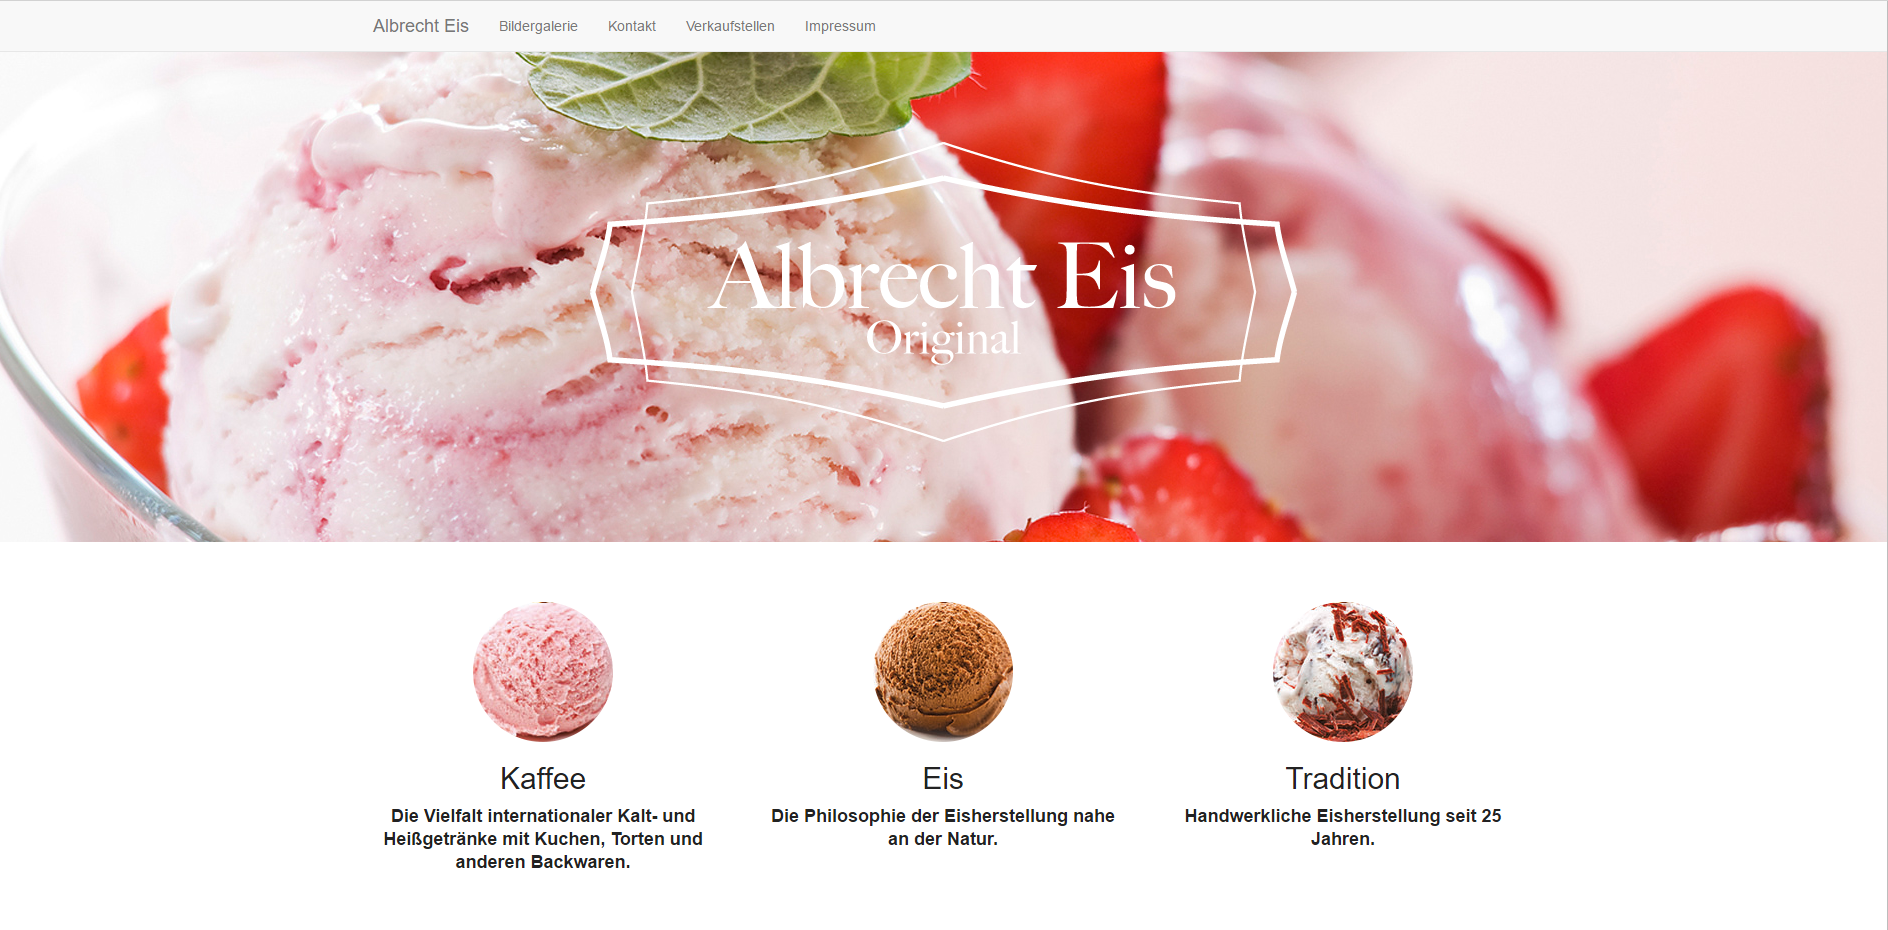 Albrecht Eis Bildergalerie Kontakt Verkaufstellen Impressum
Albrecht Eis
Original
Kaffee
Die Vielfalt internationaler Kalt- und
Heißgetränke mit Kuchen, Torten und
anderen Backwaren.
Eis
Die Philosophie der Eisherstellung nahe
an der Natur.
Tradition
Handwerkliche Eisherstellung seit 25
Jahren.